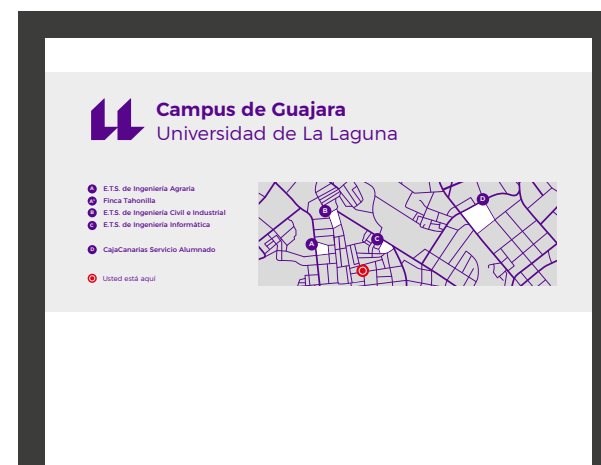 Campus de Guajara
Universidad de La Laguna
A E.T.S. de Ingeniería Agraria
A' Finca Tahonilla
B E.T.S. de Ingeniería Civil e Industrial
C E.T.S. de Ingeniería Informática
D CajaCanarias Servicio Alumnado
Usted está aquí
D
B
C
A